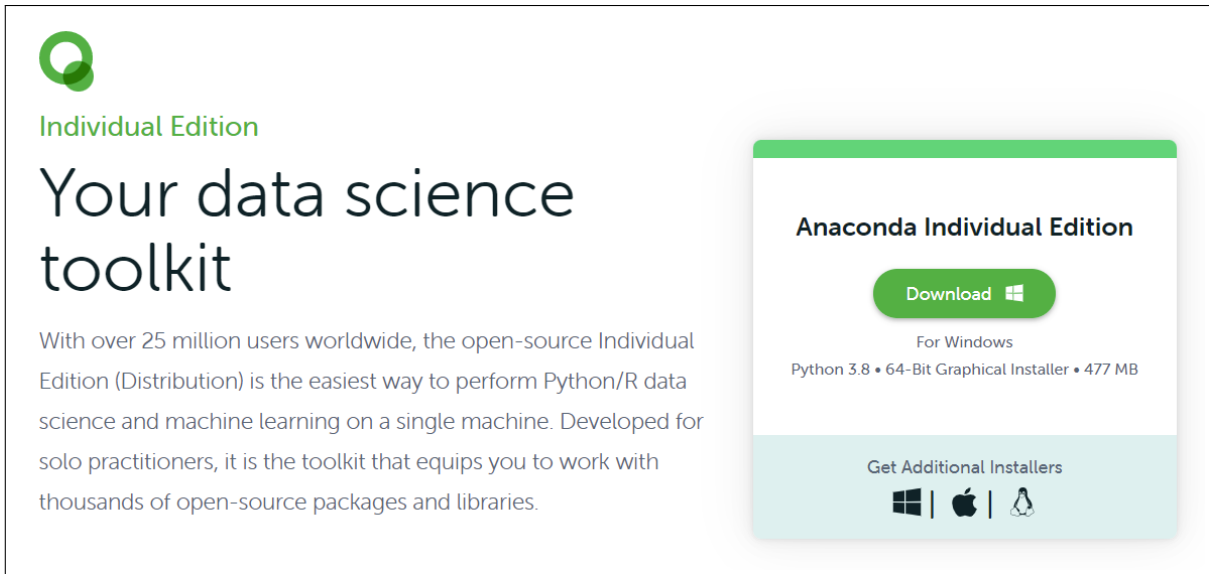 Individual Edition
Your data science
toolkit
With over 25 million users worldwide, the open-source Individual
Edition (Distribution) is the easiest way to perform Python/R data
science and machine learning on a single machine. Developed for
solo practitioners, it is the toolkit that equips you to work with
thousands of open-source packages and libraries.
Anaconda Individual Edition
Download
For Windows
Python 3.8 • 64-Bit Graphical Installer • 477 MB
Get Additional Installers
| |